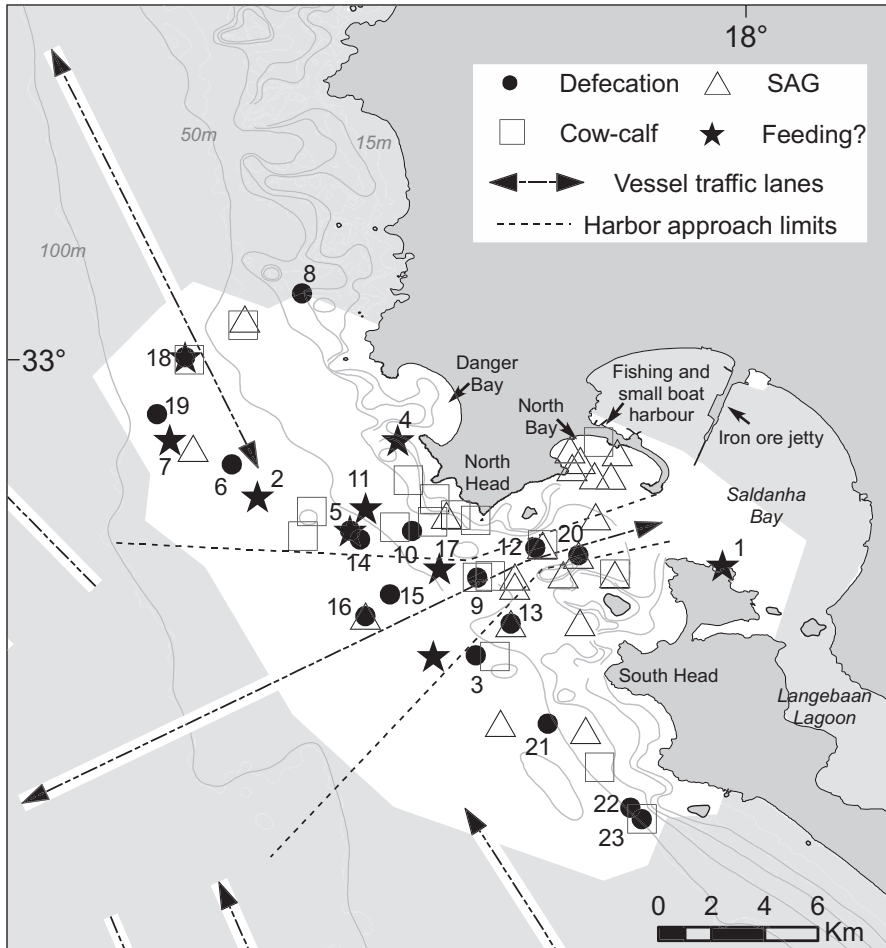 18°
Defecation
SAG
Cow-calf
Feeding?
Vessel traffic lanes
Harbor approach limits
50m
15m
100m
8
33°
18
19
7
6
2
4
11
5
14
10
17
12
20
1
9
13
15
16
3
21
22
23
Danger
Bay
North
Bay
Fishing and
small boat
harbour
Iron ore jetty
North
Head
Saldanha
Bay
South Head
Langebaan
Lagoon
0 2 4 6
Km